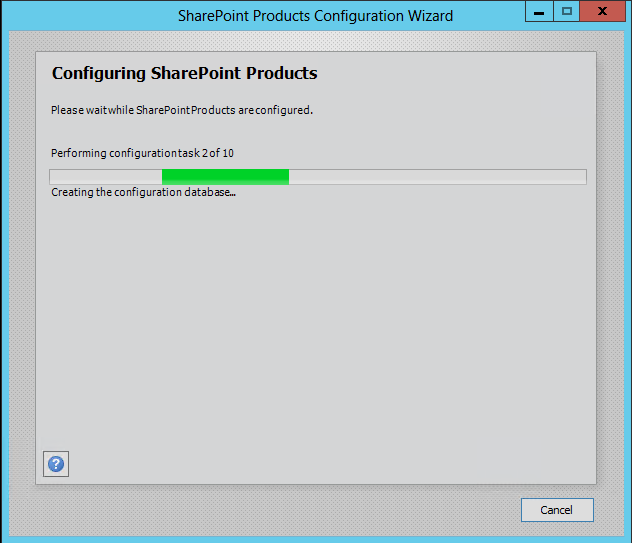 SharePoint Products Configuration Wizard
Configuring SharePoint Products
Please wait while SharePoint Products are configured.
Performing configuration task 2 of 10
Creating the configuration database...
?
Cancel